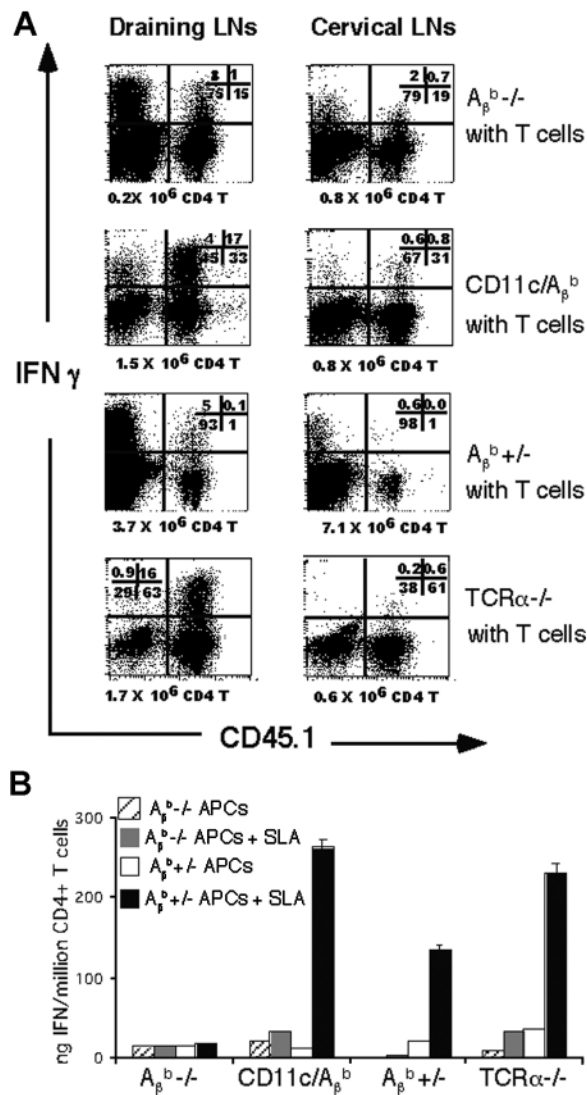 A
Draining LNs Cervical LNs
8 1
75 15
0.2X 10⁶ CD4 T
2 0.7
79 19
0.8 X 10⁶ CD4 T
Aβᵇ-/-
with T cells
4 17
45 33
1.5 X 10⁶ CD4 T
0.6 0.8
67 31
0.8 X 10⁶ CD4 T
CD11c/Aβᵇ
with T cells
IFN γ
5 0.1
93 1
3.7 X 10⁶ CD4 T
0.6 0.0
98 1
7.1 X 10⁶ CD4 T
Aβᵇ+/-
with T cells
0.9 16
29 63
1.7 X 10⁶ CD4 T
0.2 0.6
38 61
0.6 X 10⁶ CD4 T
TCRα-/-
with T cells
CD45.1
B
ng IFN/million CD4+ T cells
300
200
100
0
Aβᵇ-/- APCs
Aβᵇ-/- APCs + SLA
Aβᵇ+/- APCs
Aβᵇ+/- APCs + SLA
Aβᵇ-/- CD11c/Aβᵇ Aβᵇ+/- TCRα-/-